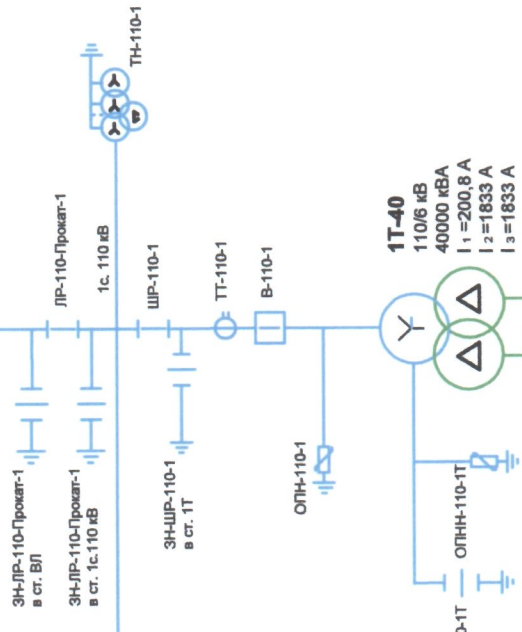 ТН-110-1
ЛР-110-Прокат-1
1с. 110 кВ
ЗН-ЛР-110-Прокат-1
в ст. ВЛ
ШР-110-1
ЗН-ЛР-110-Прокат-1
в ст. 1с.110 кВ
ТТ-110-1
ЗН-ШР-110-1
в ст. 1Т
В-110-1
1Т-40
110/6 кВ
40000 кВА
I 1 =200,8 А
I 2 =1833 А
I 3 =1833 А
ОПН-110-1
ОПНН-110-1Т
0-1Т